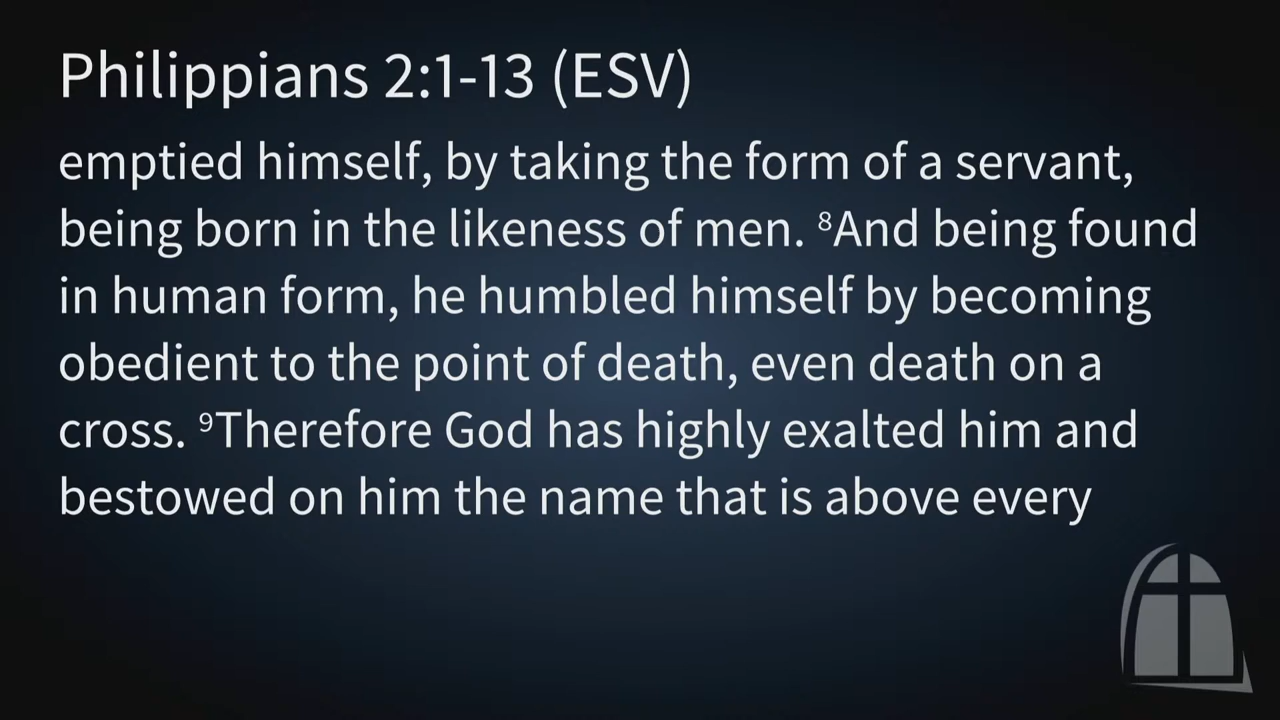 Philippians 2:1-13 (ESV)
emptied himself, by taking the form of a servant,
being born in the likeness of men. ⁸And being found
in human form, he humbled himself by becoming
obedient to the point of death, even death on a
cross. ⁹Therefore God has highly exalted him and
bestowed on him the name that is above every